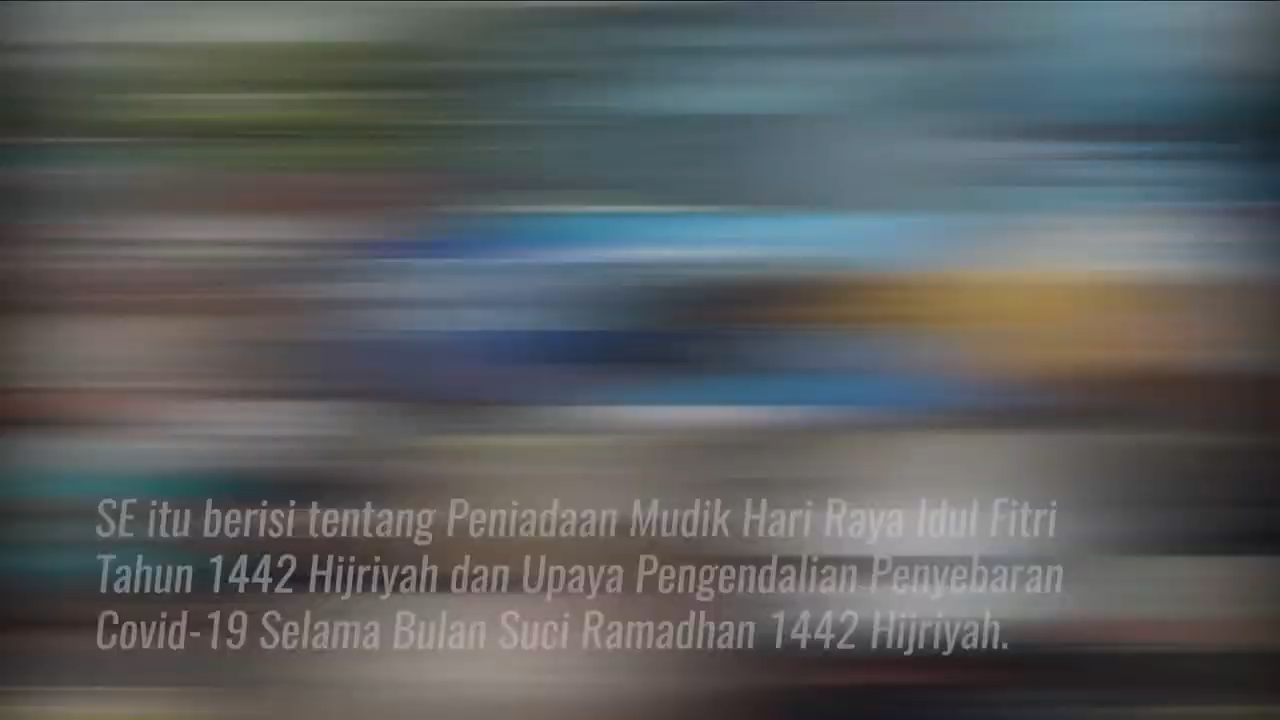 SE itu berisi tentang Peniadaan Mudik Hari Raya Idul Fitri
Tahun 1442 Hijriyah dan Upaya Pengendalian Penyebaran
Covid-19 Selama Bulan Suci Ramadhan 1442 Hijriyah.